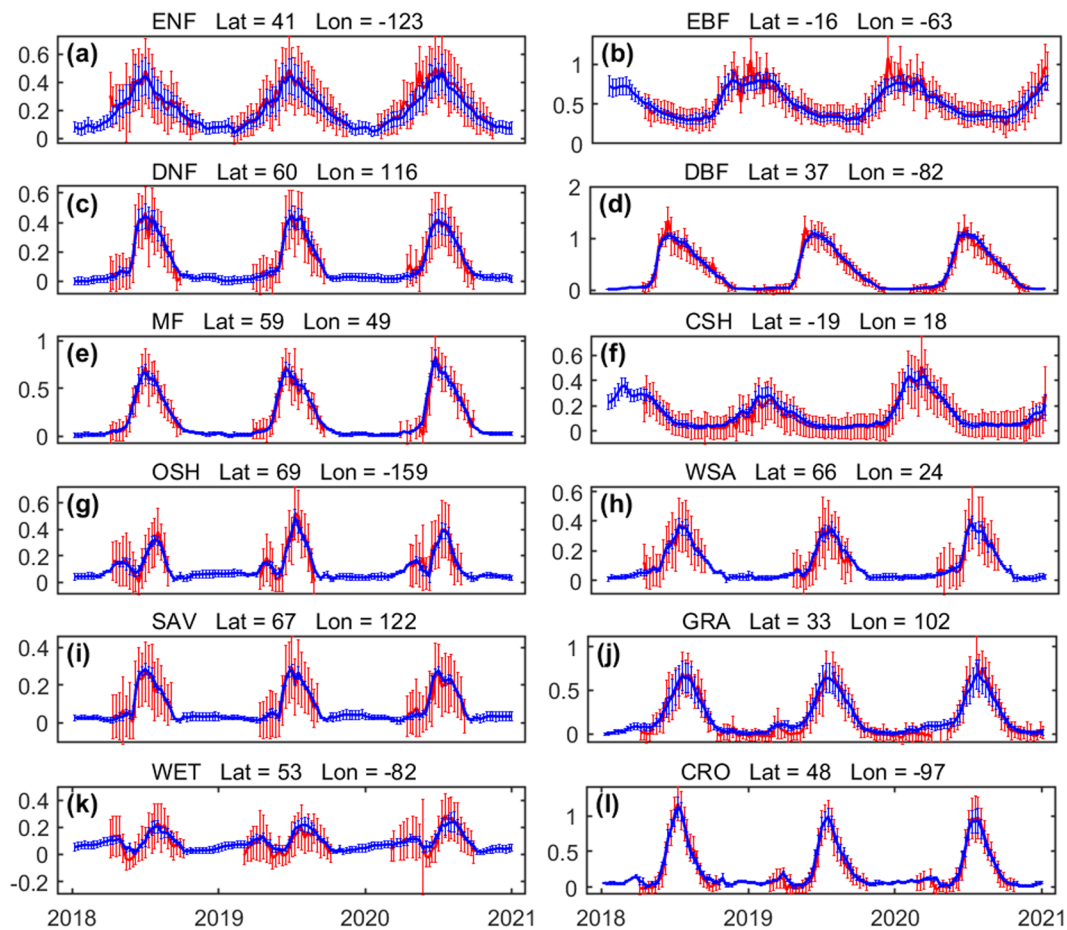 ENF Lat = 41 Lon = -123
EBF Lat = -16 Lon = -63
(a)
0.6
0.4
0.2
0
(b)
1
0.5
0
DNF Lat = 60 Lon = 116
DBF Lat = 37 Lon = -82
(c)
0.6
0.4
0.2
0
(d)
2
1
0
MF Lat = 59 Lon = 49
CSH Lat = -19 Lon = 18
(e)
1
0.5
0
(f)
0.6
0.4
0.2
0
OSH Lat = 69 Lon = -159
WSA Lat = 66 Lon = 24
(g)
0.6
0.4
0.2
0
(h)
0.6
0.4
0.2
0
SAV Lat = 67 Lon = 122
GRA Lat = 33 Lon = 102
(i)
0.4
0.2
0
(j)
1
0.5
0
WET Lat = 53 Lon = -82
CRO Lat = 48 Lon = -97
(k)
0.4
0.2
0
-0.2
(l)
1
0.5
0
2018 2019 2020 2021
2018 2019 2020 2021